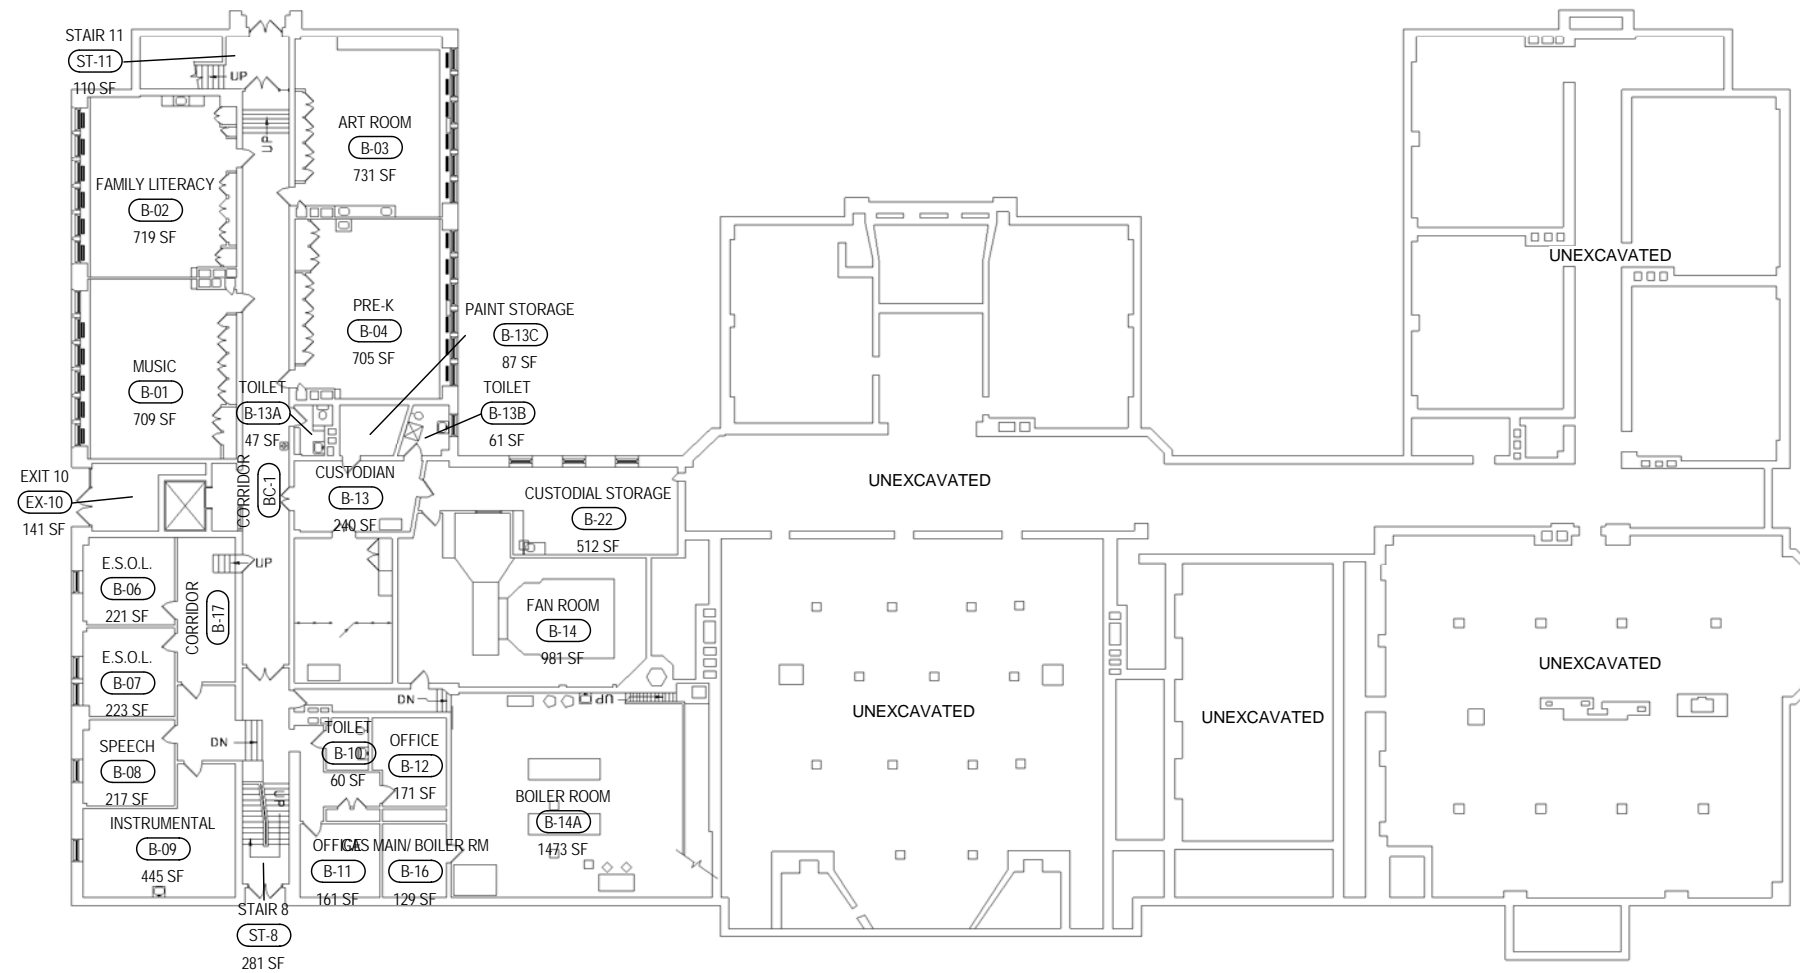 STAIR 11
ST-11
110 SF
UP
UP
ART ROOM
B-03
731 SF
FAMILY LITERACY
B-02
719 SF
UNEXCAVATED
PRE-K
B-04
705 SF
PAINT STORAGE
B-13C
87 SF
MUSIC
B-01
709 SF
TOILET
B-13A
47 SF
TOILET
B-13B
61 SF
EXIT 10
EX-10
141 SF
CORRIDOR
BC-1
CUSTODIAN
B-13
240 SF
CUSTODIAL STORAGE
B-22
512 SF
UNEXCAVATED
E.S.O.L.
B-06
221 SF
UP
CORRIDOR
B-17
FAN ROOM
B-14
981 SF
E.S.O.L.
B-07
223 SF
UNEXCAVATED
DN
UP
UNEXCAVATED
UNEXCAVATED
SPEECH
B-08
217 SF
DN
TOILET
B-10
60 SF
OFFICE
B-12
171 SF
UP
BOILER ROOM
B-14A
1473 SF
INSTRUMENTAL
B-09
445 SF
OFFICE
B-11
161 SF
GAS MAIN/ BOILER RM
B-16
129 SF
STAIR 8
ST-8
281 SF